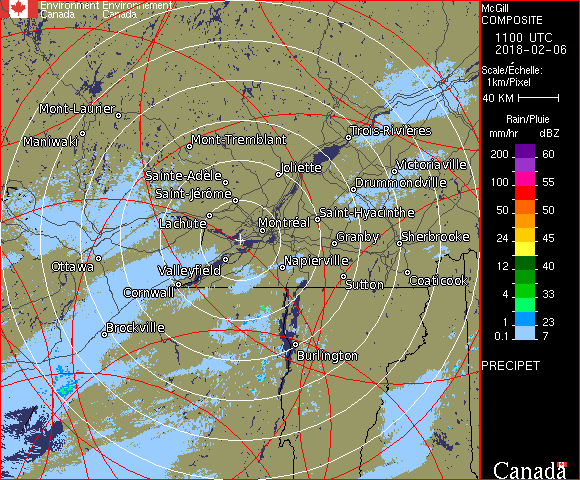 Environment Environnement
Canada Canada
McGill
COMPOSITE
1100 UTC
2018-02-06
Scale/Échelle:
1km/Pixel
40 KM
Rain/Pluie
mm/hr dBZ
200 60
100 55
50 50
24 45
12 40
4 33
1 23
0.1 7
PRECIPET
Mont-Laurier
Maniwaki
Mont-Tremblant
Trois-Rivières
Sainte-Adèle
Joliette
Victoriaville
Drummondville
Saint-Jérôme
Lachute
Montréal
Saint-Hyacinthe
Granby
Sherbrooke
Ottawa
Valleyfield
Napierville
Cornwall
Sutton
Coaticook
Brockville
Burlington
Canada